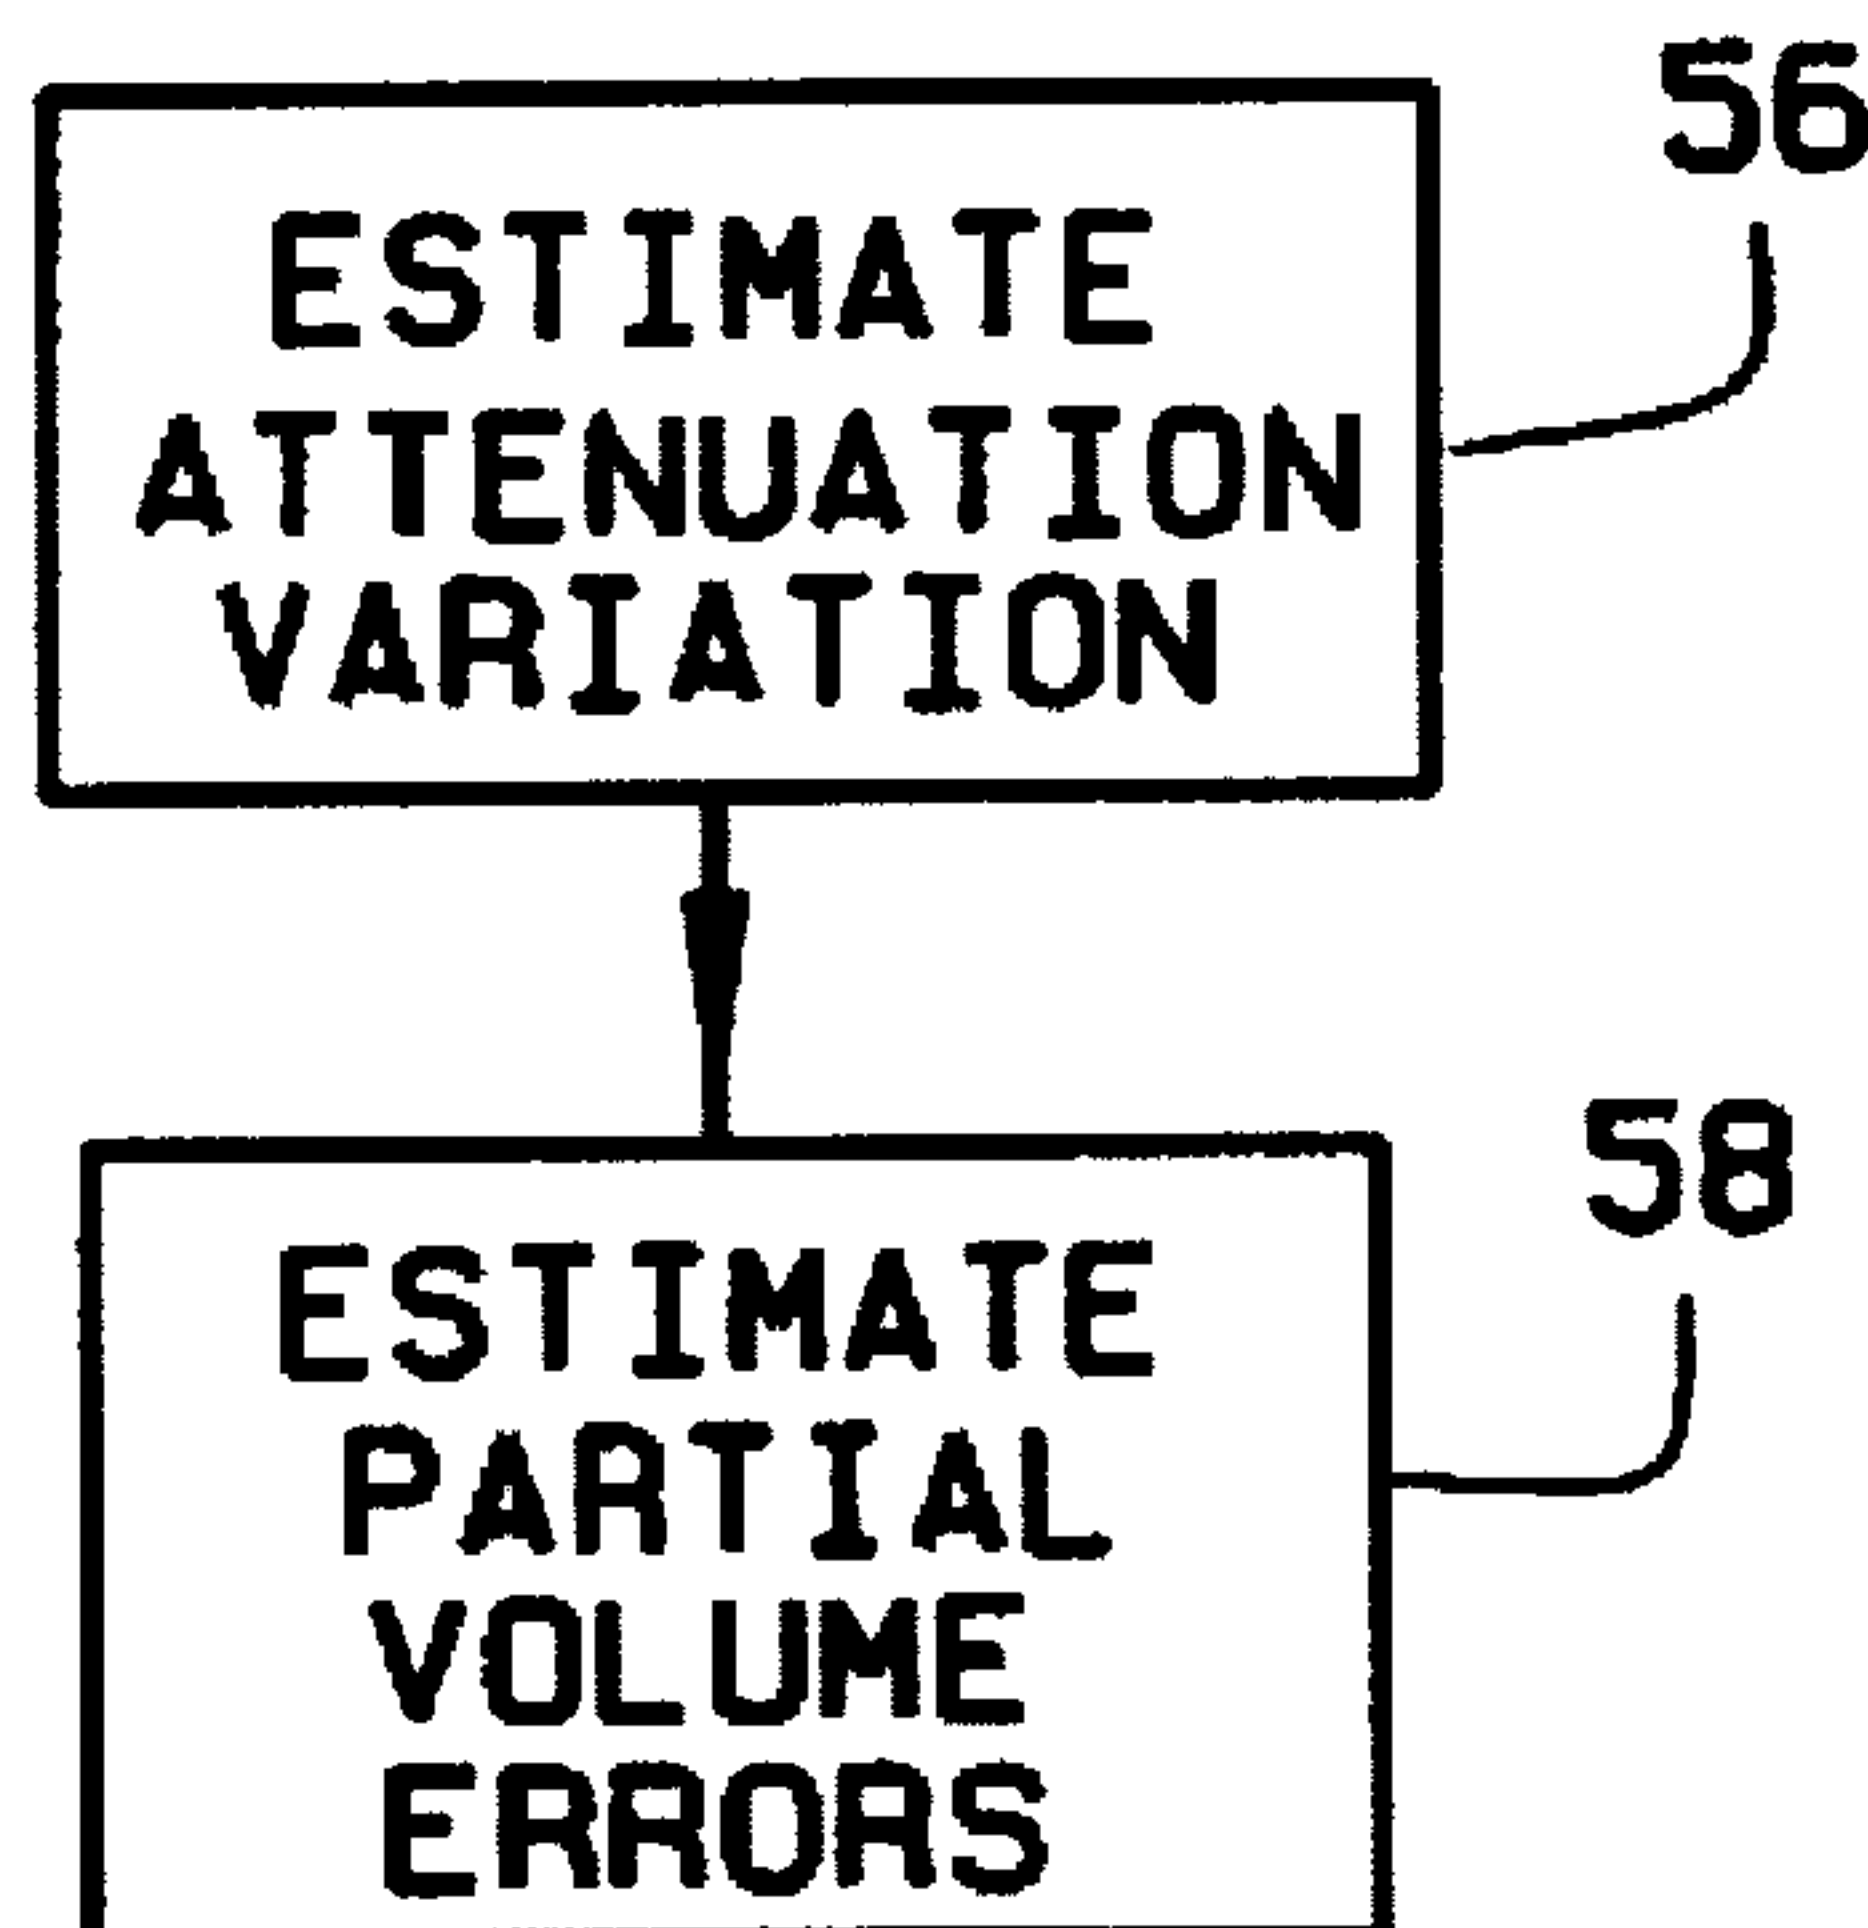 56
ESTIMATE
ATTENUATION
VARIATION
58
ESTIMATE
PARTIAL
VOLUME
ERRORS